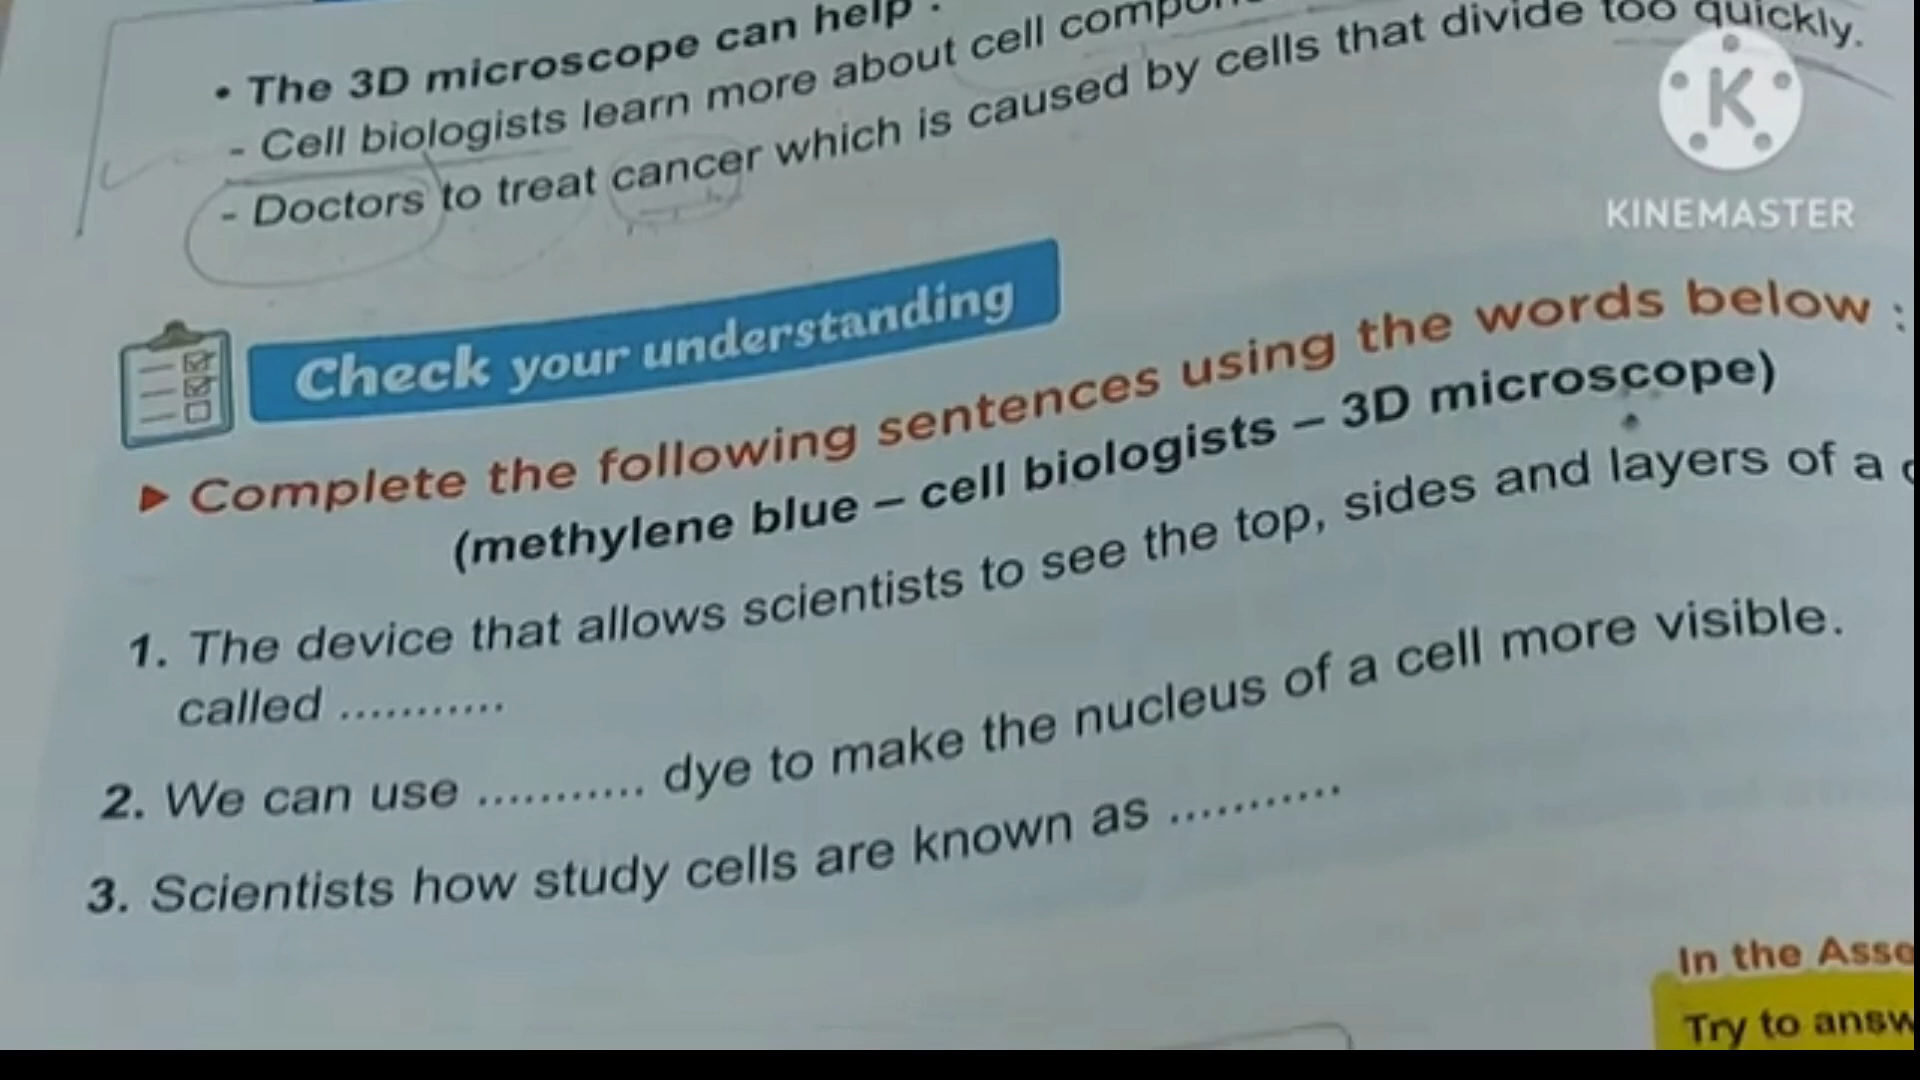 • The 3D microscope can help :
- Cell biologists learn more about cell
- Doctors to treat cancer which is caused by cells that divide too quickly.
K
KINEMASTER
Check your understanding
▶ Complete the following sentences using the words below :
(methylene blue – cell biologists – 3D microscope)
1. The device that allows scientists to see the top, sides and layers of a
called ...........
2. We can use ........... dye to make the nucleus of a cell more visible.
3. Scientists how study cells are known as ...........
In the
Try to